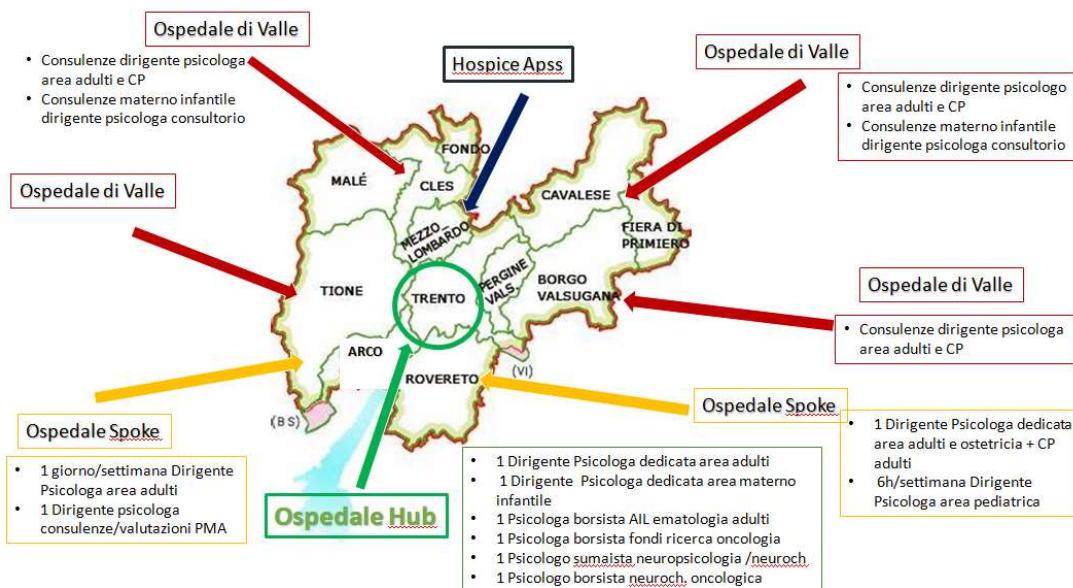 Ospedale di Valle
• Consulenze dirigente psicologa
area adulti e CP
• Consulenze materno infantile
dirigente psicologa consultorio
Hospice Apss
Ospedale di Valle
• Consulenze dirigente psicologo
area adulti e CP
• Consulenze materno infantile
dirigente psicologa consultorio
Ospedale di Valle
FONDO
MALÉ
CLES
CAVALESE
MEZZO_
LOMBARDO
FIERA DI
PRIMIERO
TIONE
TRENTO
PERGINE
VALS.
BORGO
VALSUGANA
ARCO
ROVERETO
(VI)
(BS)
Ospedale di Valle
• Consulenze dirigente psicologa
area adulti e CP
Ospedale Spoke
• 1 giorno/settimana Dirigente
Psicologa area adulti
• 1 Dirigente psicologa
consulenze/valutazioni PMA
Ospedale Hub
• 1 Dirigente Psicologa dedicata area adulti
• 1 Dirigente Psicologa dedicata area materno
infantile
• 1 Psicologa borsista AIL ematologia adulti
• 1 Psicologa borsista fondi ricerca oncologia
• 1 Psicologo sumaista neuropsicologia /neuroch
• 1 Psicologo borsista neuroch. oncologica
Ospedale Spoke
• 1 Dirigente Psicologa dedicata
area adulti e ostetricia + CP
adulti
• 6h/settimana Dirigente
Psicologa area pediatrica